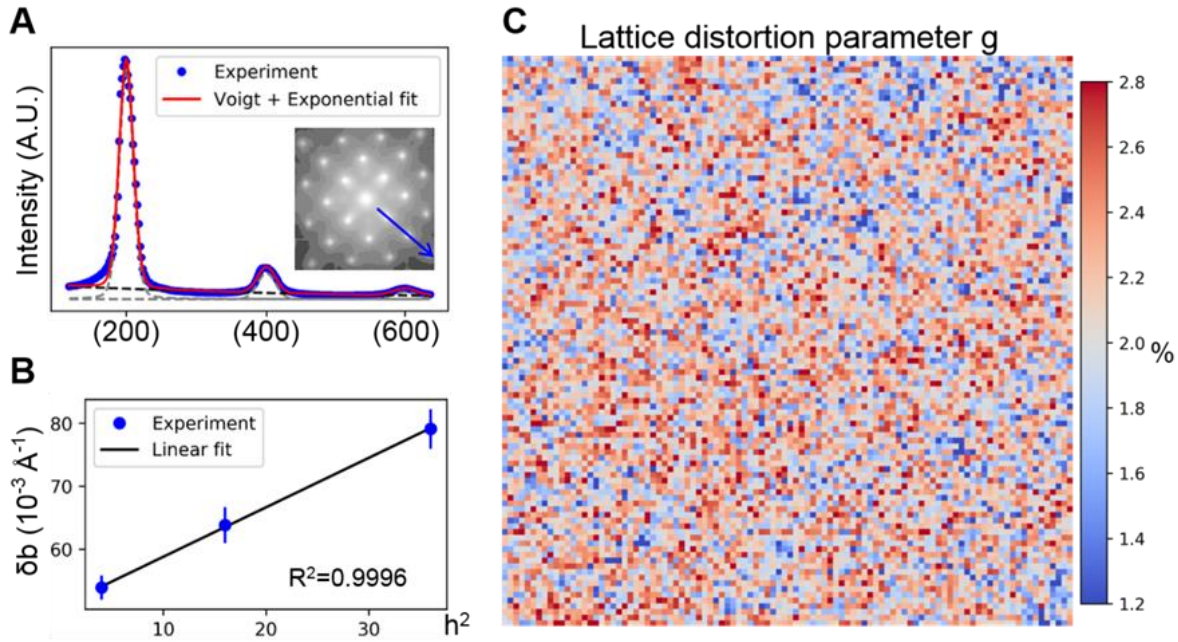 A
Experiment
Voigt + Exponential fit
Intensity (A.U.)
(200) (400) (600)
B
Experiment
Linear fit
80
70
60
δb (10⁻³ Å⁻¹)
R²=0.9996
10 20 30 h²
C
Lattice distortion parameter g
2.8
2.6
2.4
2.2
2.0
1.8
1.6
1.4
1.2
%